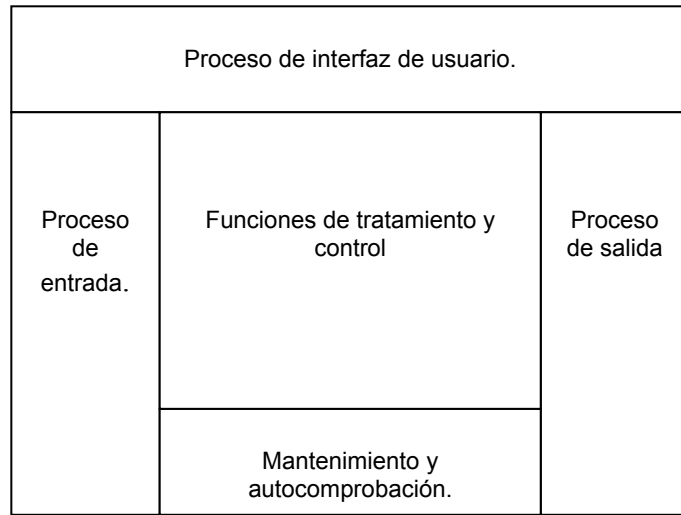 Proceso de interfaz de usuario.
Proceso
de
entrada.
Funciones de tratamiento y
control
Proceso
de salida
Mantenimiento y
autocomprobación.